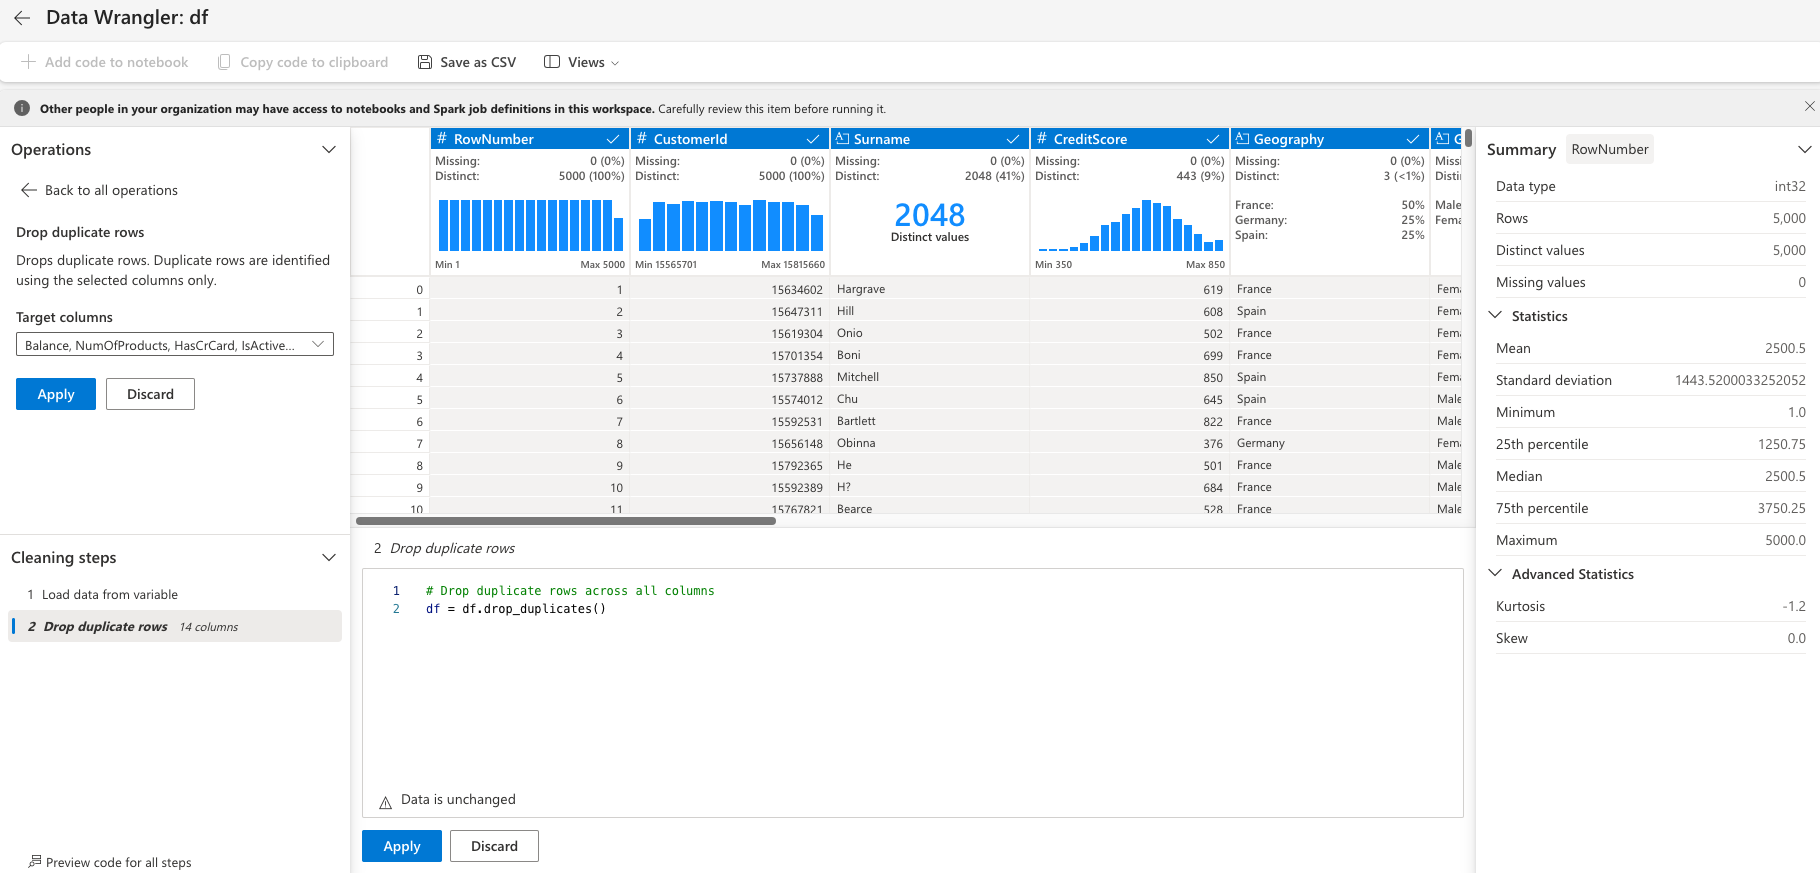 Data Wrangler: df
Add code to notebook
Copy code to clipboard
Save as CSV
Views
Other people in your organization may have access to notebooks and Spark job definitions in this workspace. Carefully review this item before running it.
Operations
Back to all operations
Drop duplicate rows
Drops duplicate rows. Duplicate rows are identified
using the selected columns only.
Target columns
Balance, NumOfProducts, HasCrCard, IsActive...
Apply
Discard
Cleaning steps
1 Load data from variable
2 Drop duplicate rows 14 columns
Preview code for all steps
# RowNumber
Missing: 0 (0%)
Distinct: 5000 (100%)
Min 1 Max 5000
# CustomerId
Missing: 0 (0%)
Distinct: 5000 (100%)
Min 15565701 Max 15815660
Surname
Missing: 0 (0%)
Distinct: 2048 (41%)
2048
Distinct values
# CreditScore
Missing: 0 (0%)
Distinct: 443 (9%)
Min 350 Max 850
Geography
Missing: 0 (0%)
Distinct: 3 (<1%)
France: 50%
Germany: 25%
Spain: 25%
G
Missi
Distin
Male
Fema
0 1 15634602 Hargrave 619 France Fema
1 2 15647311 Hill 608 Spain Fema
2 3 15619304 Onio 502 France Fema
3 4 15701354 Boni 699 France Fema
4 5 15737888 Mitchell 850 Spain Fema
5 6 15574012 Chu 645 Spain Male
6 7 15592531 Bartlett 822 France Male
7 8 15656148 Obinna 376 Germany Fema
8 9 15792365 He 501 France Male
9 10 15592389 H? 684 France Male
10 11 15767821 Bearce 528 France Male
2 Drop duplicate rows
1 # Drop duplicate rows across all columns
2 df = df.drop_duplicates()
Data is unchanged
Apply
Discard
Summary RowNumber
Data type int32
Rows 5,000
Distinct values 5,000
Missing values 0
Statistics
Mean 2500.5
Standard deviation 1443.5200033252052
Minimum 1.0
25th percentile 1250.75
Median 2500.5
75th percentile 3750.25
Maximum 5000.0
Advanced Statistics
Kurtosis -1.2
Skew 0.0